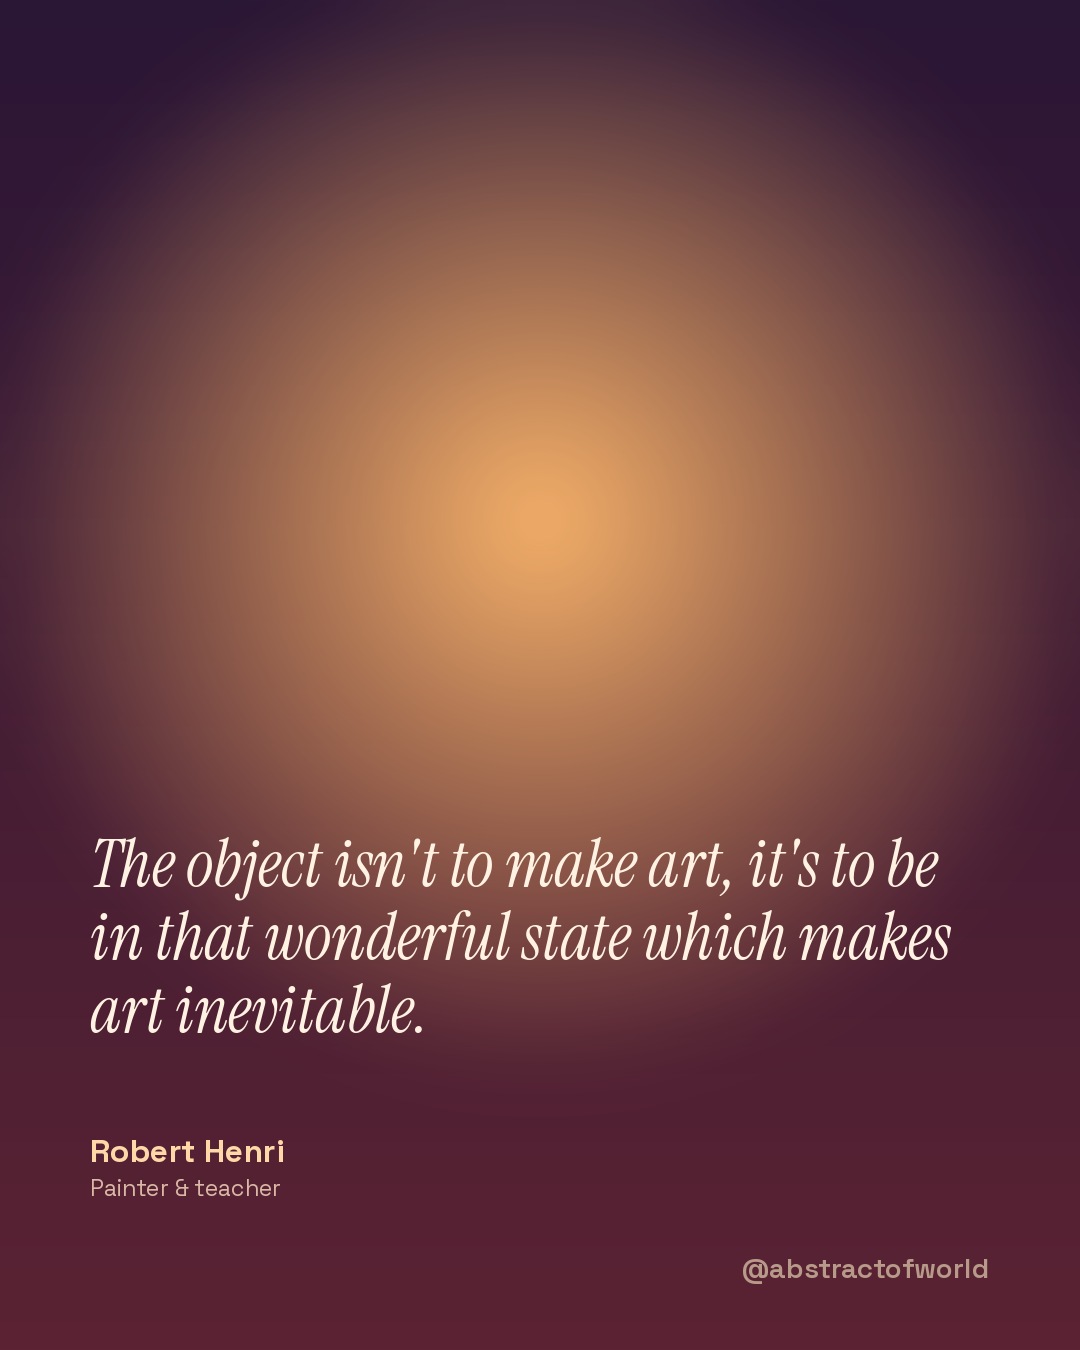 The object isn't to make art, it's to be
in that wonderful state which makes
art inevitable.
Robert Henri
Painter & teacher
@abstractofworld